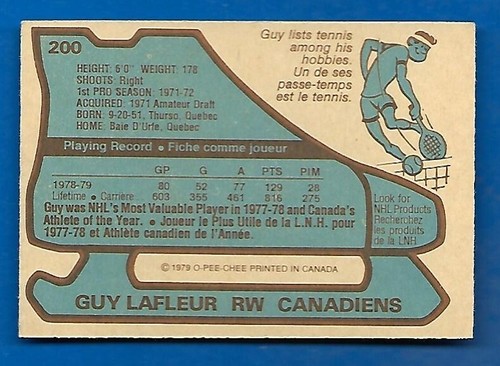 200
HEIGHT: 6'0" WEIGHT: 178
SHOOTS: Right
1st PRO SEASON: 1971-72
ACQUIRED: 1971 Amateur Draft
BORN: 9-20-51, Thurso, Quebec
HOME: Baie D'Urfe, Quebec
Guy lists tennis
among his
hobbies.
Un de ses
passe-temps
est le tennis.
Playing Record • Fiche comme joueur
GP G A PTS PIM
1978-79 80 52 77 129 28
Lifetime • Carrière 603 355 461 816 275
Guy was NHL's Most Valuable Player in 1977-78 and Canada's
Athlete of the Year. • Joueur le Plus Utile de la L.N.H. pour
1977-78 et Athlète canadien de l'Année.
Look for
NHL Products
Recherchez
les produits
de la LNH
©1979 O-PEE-CHEE PRINTED IN CANADA
GUY LAFLEUR RW CANADIENS